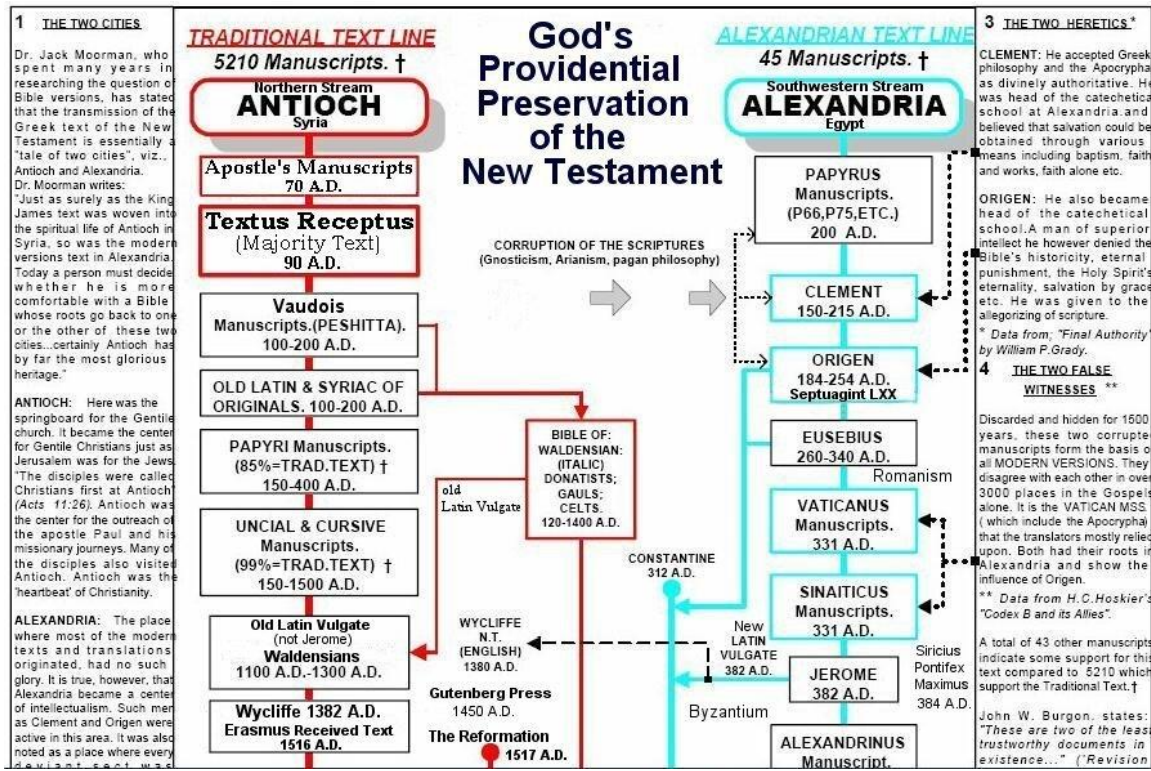 1 THE TWO CITIES
Dr. Jack Moorman, who
spent many years in
researching the question of
Bible versions, has stated
that the transmission of the
Greek text of the New
Testament is essentially a
"tale of two cities", viz.,
Antioch and Alexandria.
Dr. Moorman writes:
"Just as surely as the King
James text was woven into
the spiritual life of Antioch in
Syria, so was the modern
versions text in Alexandria.
Today a person must decide
whether he is more
comfortable with a Bible
whose roots go back to one
or the other of these two
cities...certainly Antioch has
by far the most glorious
heritage."
ANTIOCH: Here was the
springboard for the Gentile
church. It became the center
for Gentile Christians just as
Jerusalem was for the Jews.
"The disciples were called
Christians first at Antioch"
(Acts 11:26). Antioch was
the center for the outreach of
the apostle Paul and his
missionary journeys. Many of
the disciples also visited
Antioch. Antioch was the
'heartbeat' of Christianity.
ALEXANDRIA: The place
where most of the modern
texts and translations
originated, had no such
glory. It is true, however, that
Alexandria became a center
of intellectualism. Such men
as Clement and Origen were
active in this area. It was also
noted as a place where every
deviant sect was
TRADITIONAL TEXT LINE
5210 Manuscripts. †
Northern Stream
ANTIOCH
Syria
Apostle's Manuscripts
70 A.D.
Textus Receptus
(Majority Text)
90 A.D.
Vaudois
Manuscripts.(PESHITTA).
100-200 A.D.
OLD LATIN & SYRIAC OF
ORIGINALS. 100-200 A.D.
PAPYRI Manuscripts.
(85%=TRAD.TEXT) †
150-400 A.D.
UNCIAL & CURSIVE
Manuscripts.
(99%=TRAD.TEXT) †
150-1500 A.D.
Old Latin Vulgate
(not Jerome)
Waldensians
1100 A.D.-1300 A.D.
Wycliffe 1382 A.D.
Erasmus Received Text
1516 A.D.
God's
Providential
Preservation
of the
New Testament
CORRUPTION OF THE SCRIPTURES
(Gnosticism, Arianism, pagan philosophy)
BIBLE OF:
WALDENSIAN:
(ITALIC)
DONATISTS;
GAULS;
CELTS.
120-1400 A.D.
old
Latin Vulgate
CONSTANTINE
312 A.D.
WYCLIFFE
N.T.
(ENGLISH)
1380 A.D.
Gutenberg Press
1450 A.D.
The Reformation
1517 A.D.
ALEXANDRIAN TEXT LINE
45 Manuscripts. †
Southwestern Stream
ALEXANDRIA
Egypt
PAPYRUS
Manuscripts.
(P66,P75,ETC.)
200 A.D.
CLEMENT
150-215 A.D.
ORIGEN
184-254 A.D.
Septuagint LXX
EUSEBIUS
260-340 A.D.
Romanism
VATICANUS
Manuscripts.
331 A.D.
SINAITICUS
Manuscripts.
331 A.D.
New
LATIN
VULGATE
382 A.D.
JEROME
382 A.D.
Siricius
Pontifex
Maximus
384 A.D.
Byzantium
ALEXANDRINUS
Manuscript.
3 THE TWO HERETICS*
CLEMENT: He accepted Greek
philosophy and the Apocrypha
as divinely authoritative. He
was head of the catechetica
school at Alexandria.and
believed that salvation could be
obtained through various
means including baptism, faith
and works, faith alone etc.
ORIGEN: He also became
head of the catechetical
school.A man of superior
intellect he however denied the
Bible's historicity, eternal
punishment, the Holy Spirit's
eternality, salvation by grace
etc. He was given to the
allegorizing of scripture.
* Data from; "Final Authority"
by William P.Grady.
4 THE TWO FALSE
WITNESSES **
Discarded and hidden for 1500
years, these two corrupte
manuscripts form the basis o
all MODERN VERSIONS. They
disagree with each other in over
3000 places in the Gospels
alone. It is the VATICAN MSS.
( which include the Apocrypha)
that the translators mostly relied
upon. Both had their roots in
Alexandria and show the
influence of Origen.
** Data from H.C.Hoskier's
"Codex B and its Allies".
A total of 43 other manuscripts
indicate some support for this
text compared to 5210 which
support the Traditional Text.†
John W. Burgon, states:
"These are two of the least
trustworthy documents in
existence..." ("Revision